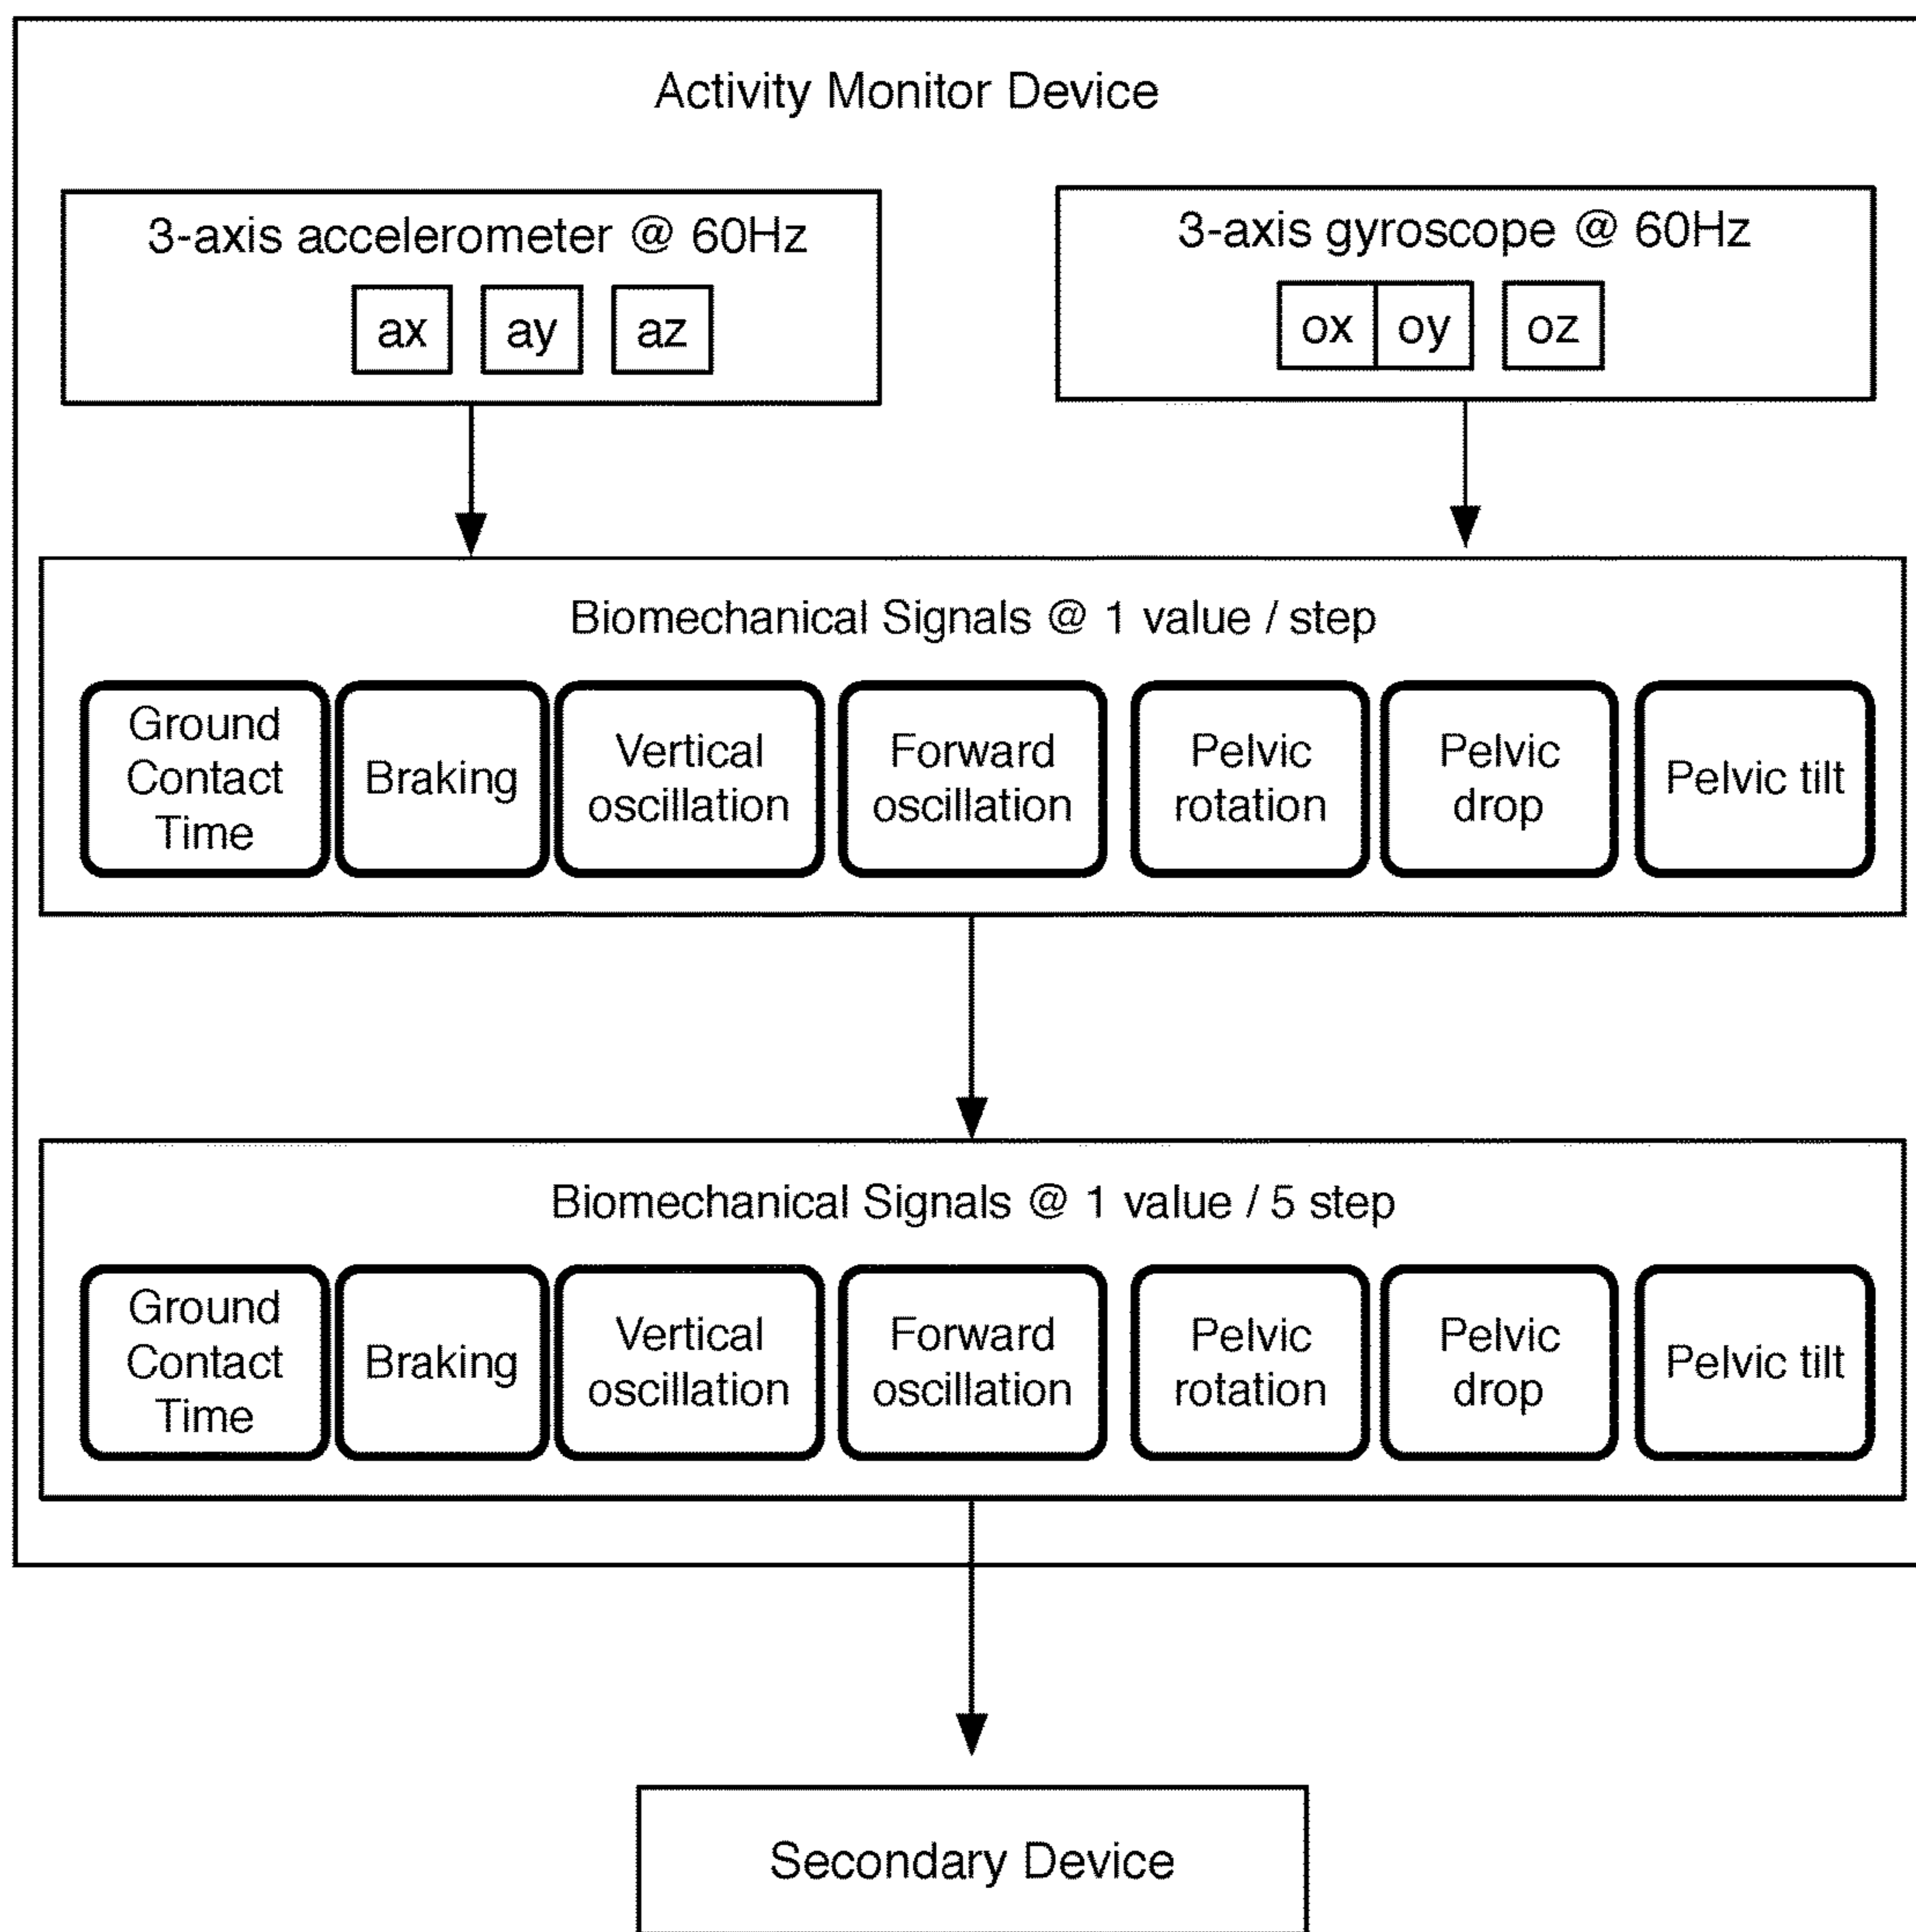 Activity Monitor Device
3-axis accelerometer @ 60Hz
ax ay az
3-axis gyroscope @ 60Hz
ox oy oz
Biomechanical Signals @ 1 value / step
Ground
Contact
Time
Braking
Vertical
oscillation
Forward
oscillation
Pelvic
rotation
Pelvic
drop
Pelvic tilt
Biomechanical Signals @ 1 value / 5 step
Ground
Contact
Time
Braking
Vertical
oscillation
Forward
oscillation
Pelvic
rotation
Pelvic
drop
Pelvic tilt
Secondary Device